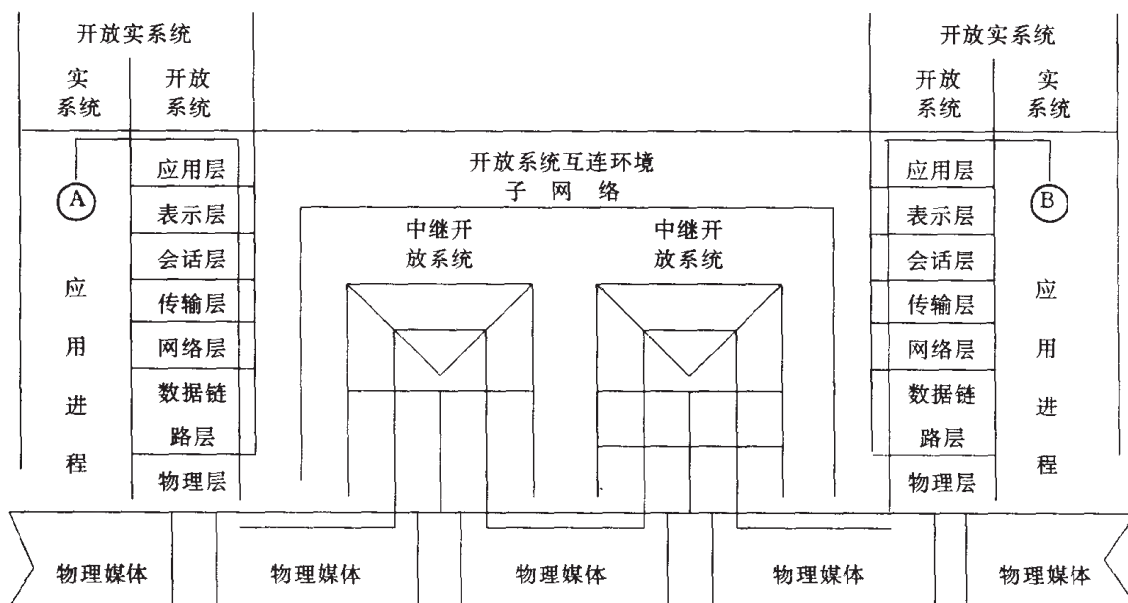 开放实系统
开放实系统
实系统
开放系统
开放系统
实系统
A
应用层
表示层
会话层
传输层
网络层
数据链路层
物理层
应用进程
开放系统互连环境
子网络
中继开放系统
中继开放系统
应用层
表示层
会话层
传输层
网络层
数据链路层
物理层
B
应用进程
物理媒体
物理媒体
物理媒体
物理媒体
物理媒体